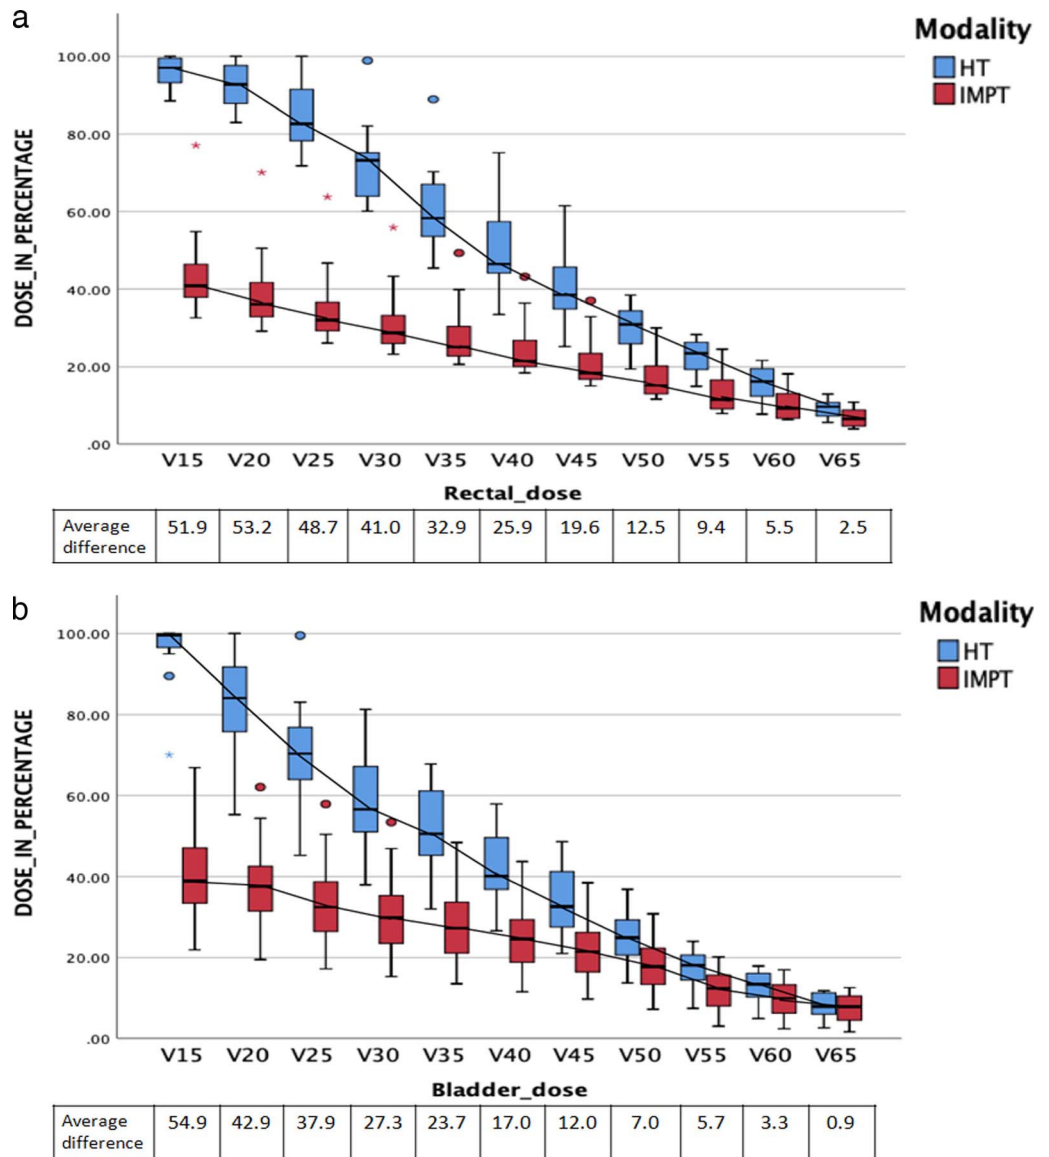 a
Modality
HT
IMPT
DOSE_IN_PERCENTAGE
100.00
80.00
60.00
40.00
20.00
.00
V15 V20 V25 V30 V35 V40 V45 V50 V55 V60 V65
Rectal_dose
Average difference 51.9 53.2 48.7 41.0 32.9 25.9 19.6 12.5 9.4 5.5 2.5
b
Modality
HT
IMPT
DOSE_IN_PERCENTAGE
100.00
80.00
60.00
40.00
20.00
.00
V15 V20 V25 V30 V35 V40 V45 V50 V55 V60 V65
Bladder_dose
Average difference 54.9 42.9 37.9 27.3 23.7 17.0 12.0 7.0 5.7 3.3 0.9